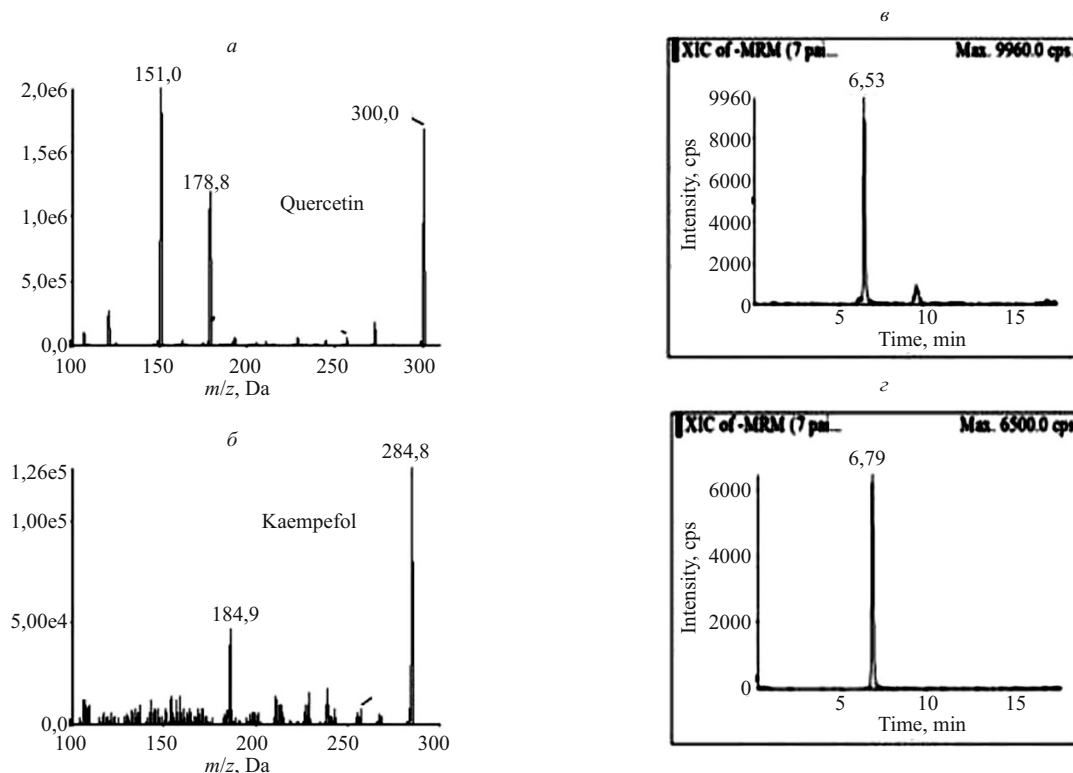 а
151,0
2,0e6
300,0
1,5e6
178,8
Quercetin
1,0e6
5,0e5
0,0
100 150 200 250 300
m/z, Da
б
284,8
1,26e5
Kaempefol
1,00e5
184,9
5,00e4
0,0
100 150 200 250 300
m/z, Da
в
XIC of -MRM (7 pai... Max. 9960.0 cps.
6,53
9960
8000
6000
4000
2000
0
Intensity, cps
5 10 15
Time, min
г
XIC of -MRM (7 pai... Max. 6500.0 cps
6,79
6000
4000
2000
0
Intensity, cps
5 10 15
Time, min